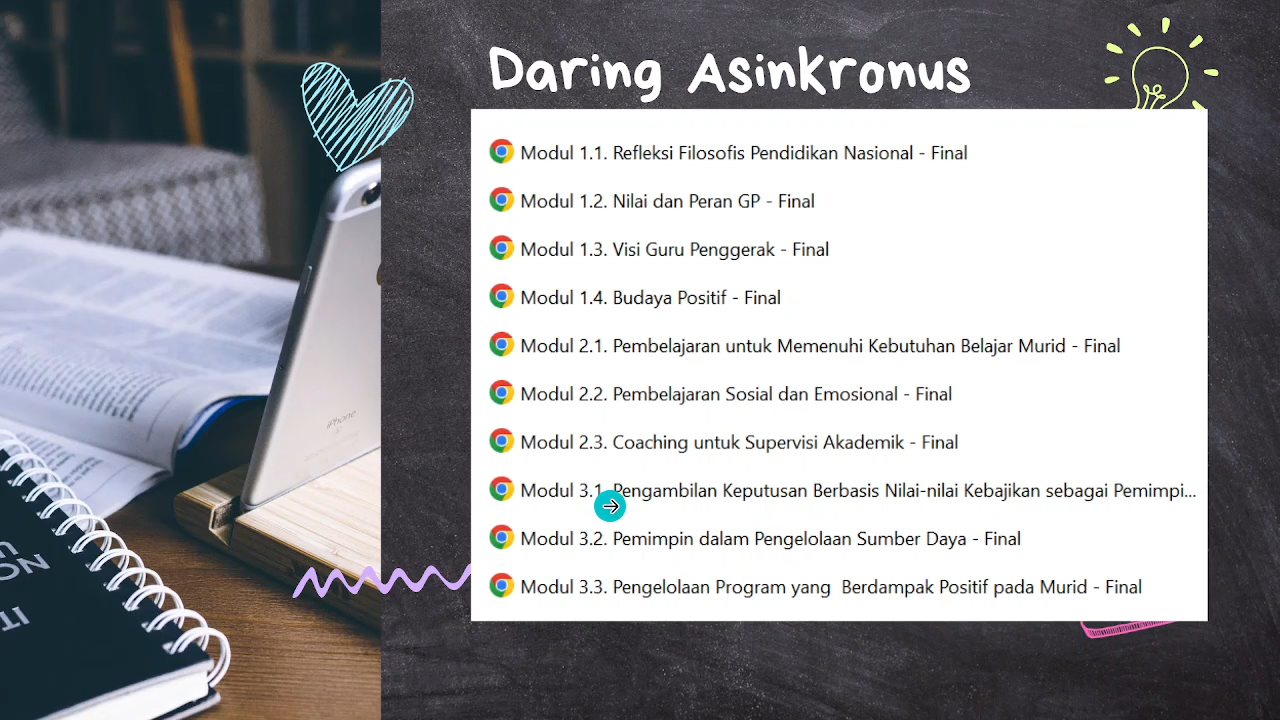 Daring Asinkronus
Modul 1.1. Refleksi Filosofis Pendidikan Nasional - Final
Modul 1.2. Nilai dan Peran GP - Final
Modul 1.3. Visi Guru Penggerak - Final
Modul 1.4. Budaya Positif - Final
Modul 2.1. Pembelajaran untuk Memenuhi Kebutuhan Belajar Murid - Final
Modul 2.2. Pembelajaran Sosial dan Emosional - Final
Modul 2.3. Coaching untuk Supervisi Akademik - Final
Modul 3.1. Pengambilan Keputusan Berbasis Nilai-nilai Kebajikan sebagai Pemimpi...
Modul 3.2. Pemimpin dalam Pengelolaan Sumber Daya - Final
Modul 3.3. Pengelolaan Program yang  Berdampak Positif pada Murid - Final
iPhone